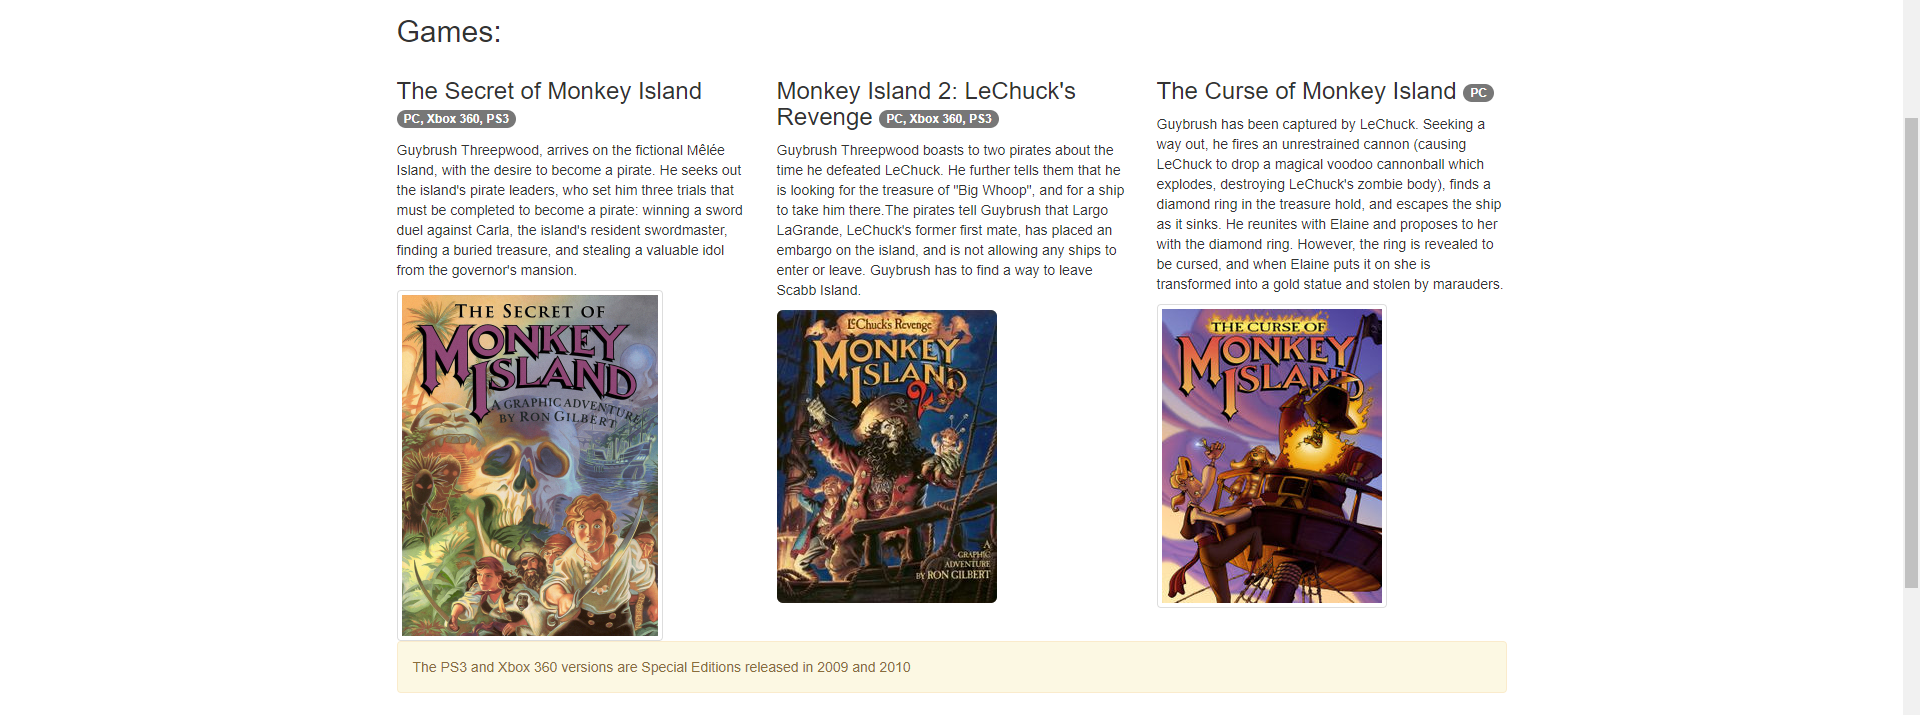 Games:
The Secret of Monkey Island
PC, Xbox 360, PS3
Guybrush Threepwood, arrives on the fictional Mêlée
Island, with the desire to become a pirate. He seeks out
the island's pirate leaders, who set him three trials that
must be completed to become a pirate: winning a sword
duel against Carla, the island's resident swordmaster,
finding a buried treasure, and stealing a valuable idol
from the governor's mansion.
THE SECRET OF
MONKEY
ISLAND
A GRAPHIC ADVENTURE
BY RON GILBERT
Monkey Island 2: LeChuck's
Revenge PC, Xbox 360, PS3
Guybrush Threepwood boasts to two pirates about the
time he defeated LeChuck. He further tells them that he
is looking for the treasure of "Big Whoop", and for a ship
to take him there.The pirates tell Guybrush that Largo
LaGrande, LeChuck's former first mate, has placed an
embargo on the island, and is not allowing any ships to
enter or leave. Guybrush has to find a way to leave
Scabb Island.
LeChuck's Revenge
MONKEY
ISLAND
2
A
GRAPHIC
ADVENTURE
BY RON GILBERT
The Curse of Monkey Island PC
Guybrush has been captured by LeChuck. Seeking a
way out, he fires an unrestrained cannon (causing
LeChuck to drop a magical voodoo cannonball which
explodes, destroying LeChuck's zombie body), finds a
diamond ring in the treasure hold, and escapes the ship
as it sinks. He reunites with Elaine and proposes to her
with the diamond ring. However, the ring is revealed to
be cursed, and when Elaine puts it on she is
transformed into a gold statue and stolen by marauders.
THE CURSE OF
MONKEY
ISLAND
The PS3 and Xbox 360 versions are Special Editions released in 2009 and 2010